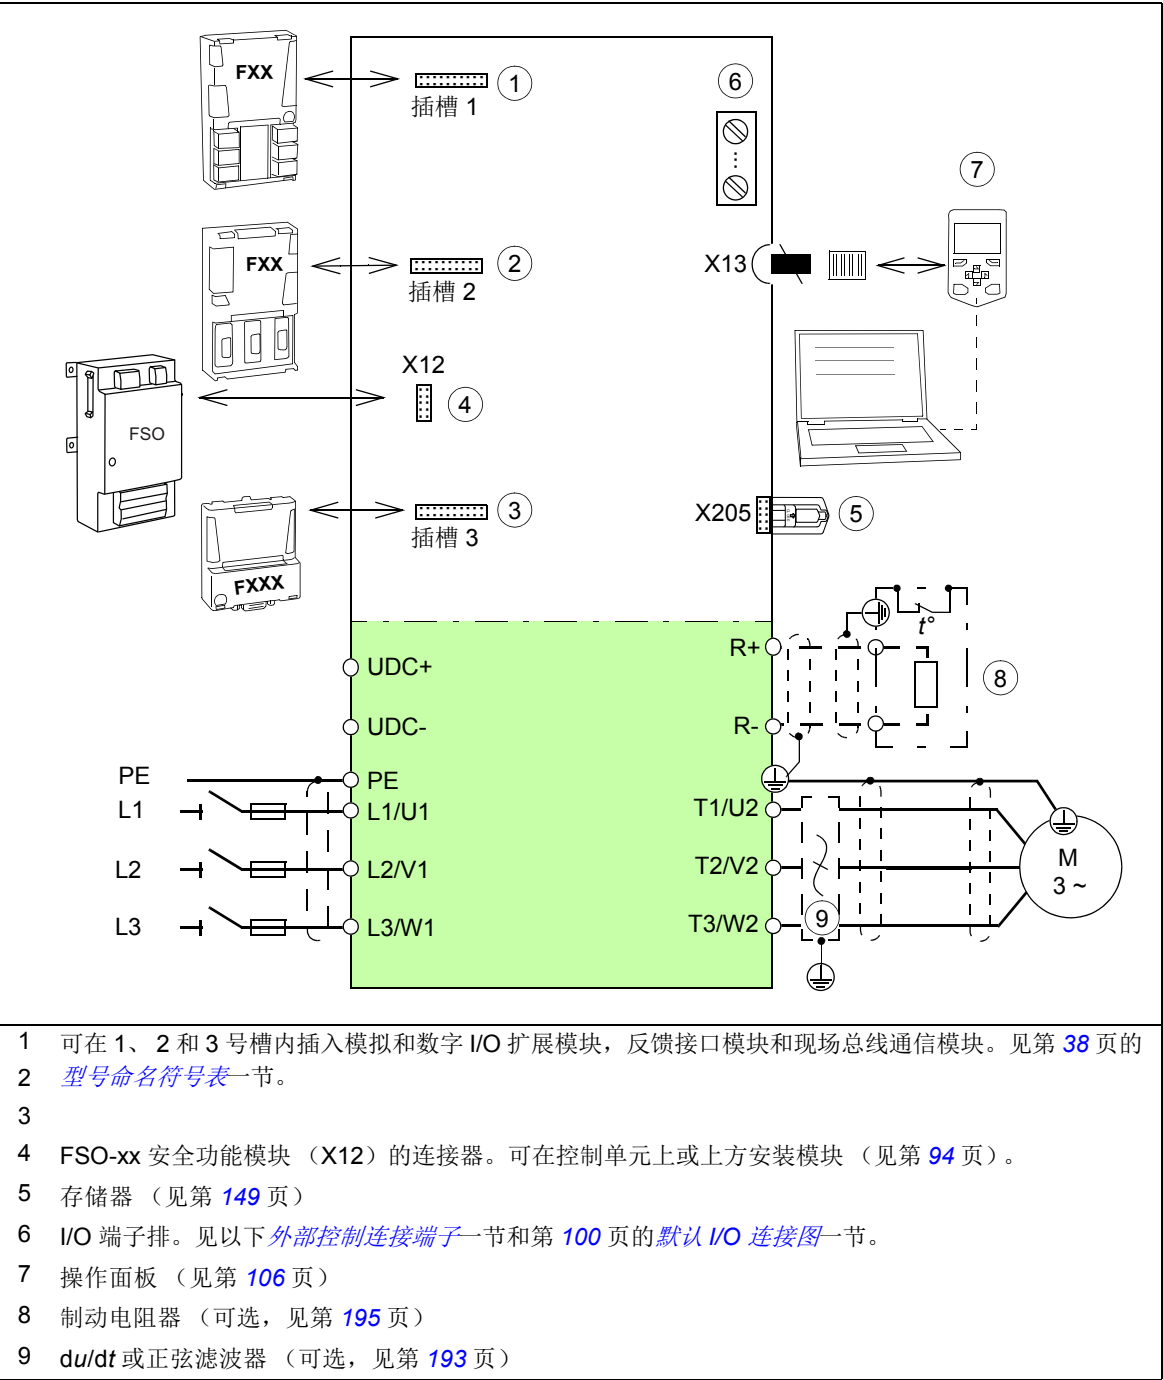 FXX
1
插槽 1
6
7
FXX
2
插槽 2
X13
X12
4
FSO
3
插槽 3
FXXX
X205
5
t°
R+
UDC+
8
UDC-
R-
PE
PE
L1
L1/U1
T1/U2
L2
L2/V1
T2/V2
M
3 ~
L3
L3/W1
T3/W2
9
1 可在 1、 2 和 3 号槽内插入模拟和数字 I/O 扩展模块，反馈接口模块和现场总线通信模块。见第 38 页的
2 型号命名符号表一节。
3
4 FSO-xx 安全功能模块 （X12）的连接器。可在控制单元上或上方安装模块 （见第 94 页）。
5 存储器 （见第 149 页）
6 I/O 端子排。见以下外部控制连接端子一节和第 100 页的默认 I/O 连接图一节。
7 操作面板 （见第 106 页）
8 制动电阻器 （可选，见第 195 页）
9 du/dt 或正弦滤波器 （可选，见第 193 页）